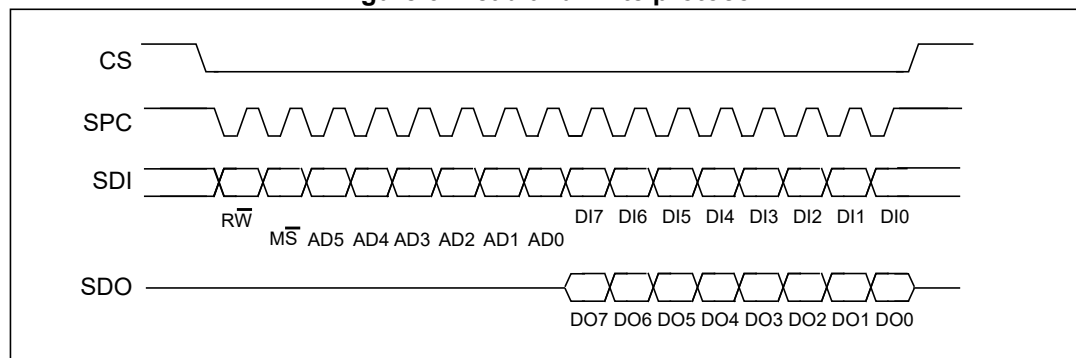 CS
SPC
SDI
DI7 DI6 DI5 DI4 DI3 DI2 DI1 DI0
RW̅
MS̅ AD5 AD4 AD3 AD2 AD1 AD0
SDO
DO7 DO6 DO5 DO4 DO3 DO2 DO1 DO0